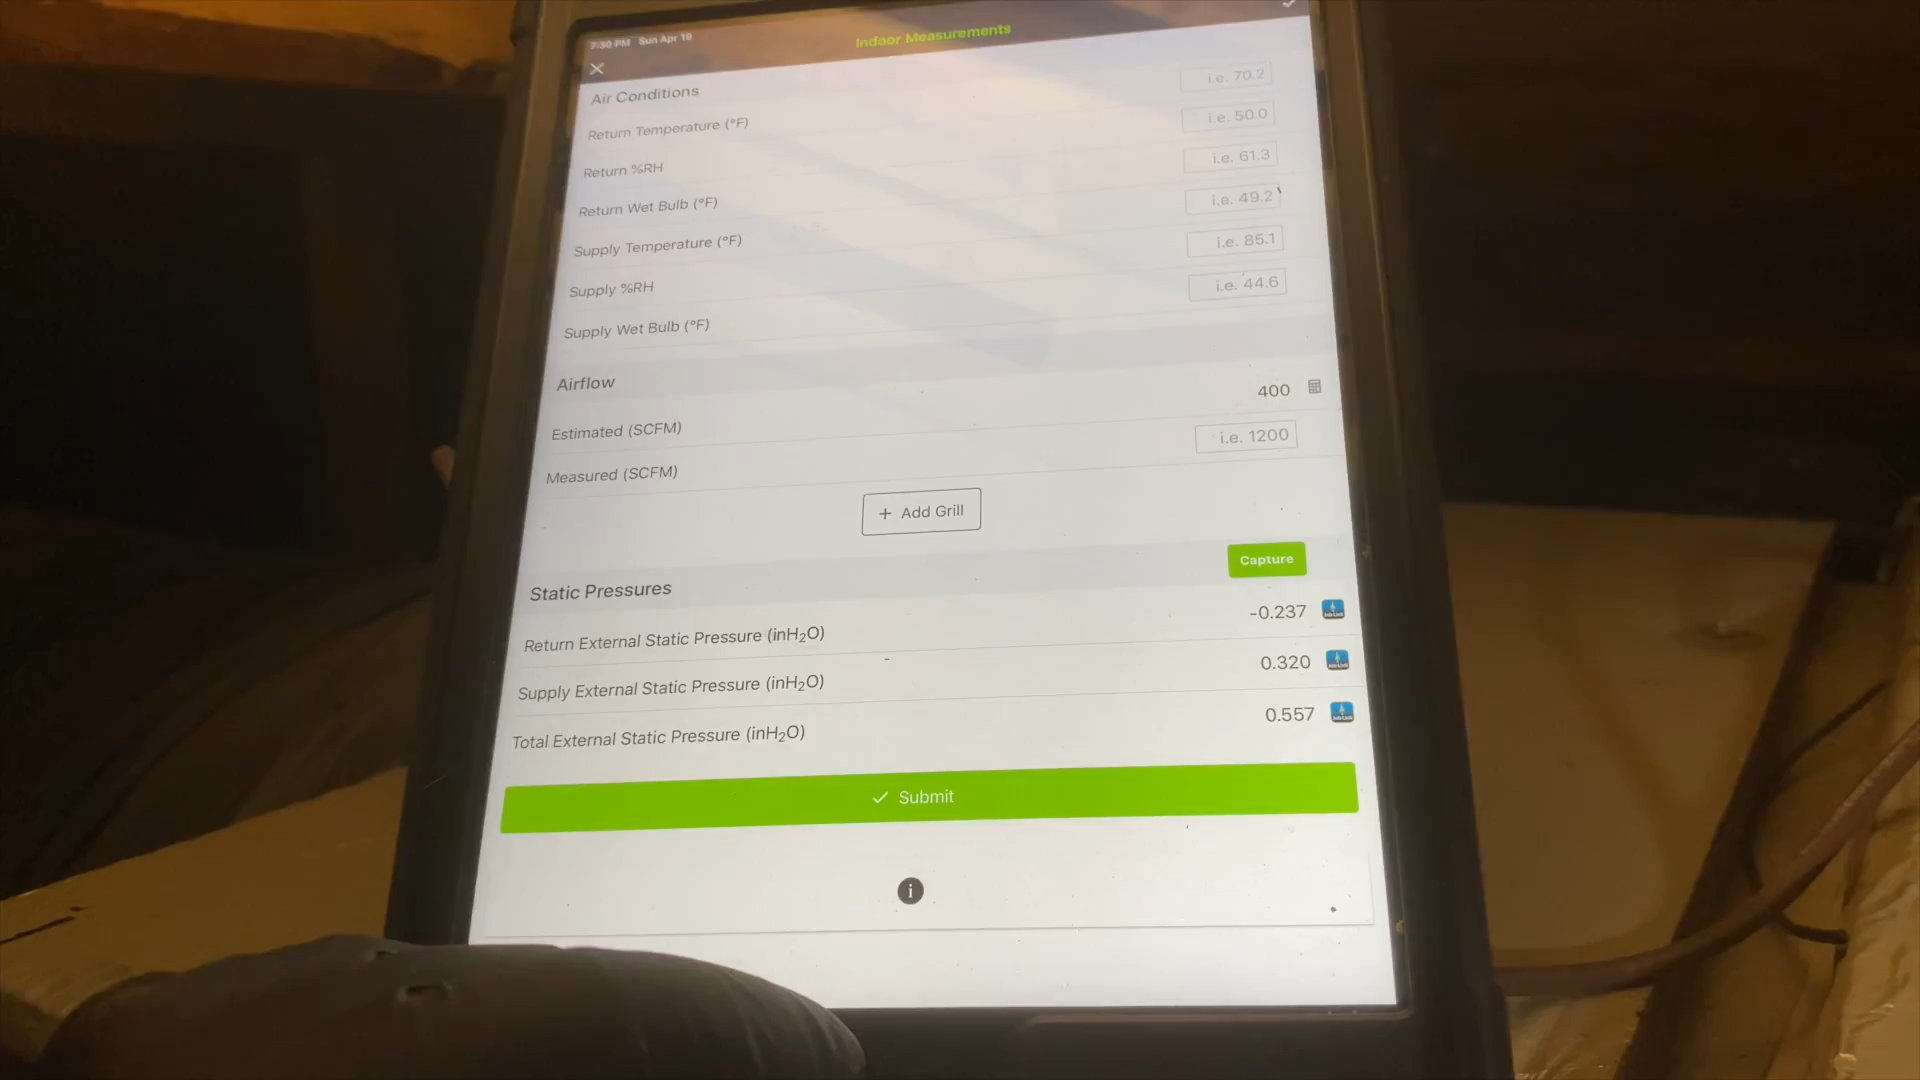 7:30 PM Sun Apr 19
Indoor Measurements
Air Conditions
Return Temperature (°F) i.e. 70.2
Return %RH i.e. 50.0
Return Wet Bulb (°F) i.e. 61.3
Supply Temperature (°F) i.e. 49.2
Supply %RH i.e. 85.1
Supply Wet Bulb (°F) i.e. 44.6
Airflow
Estimated (SCFM) 400
Measured (SCFM) i.e. 1200
+ Add Grill
Static Pressures Capture
Return External Static Pressure (inH₂O) -0.237
Supply External Static Pressure (inH₂O) 0.320
Total External Static Pressure (inH₂O) 0.557
Submit
i